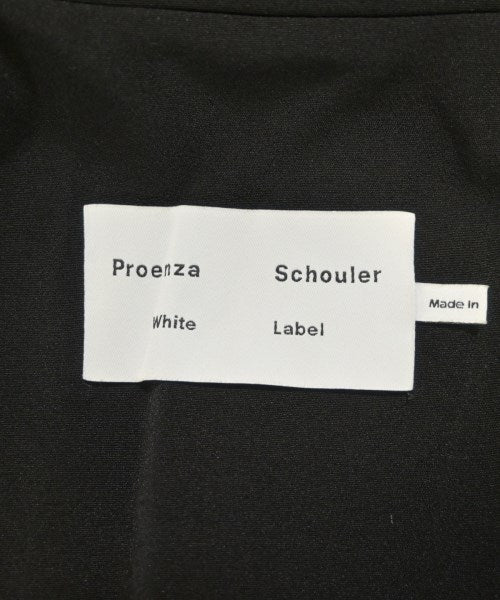 Proenza Schouler
White Label
Made in